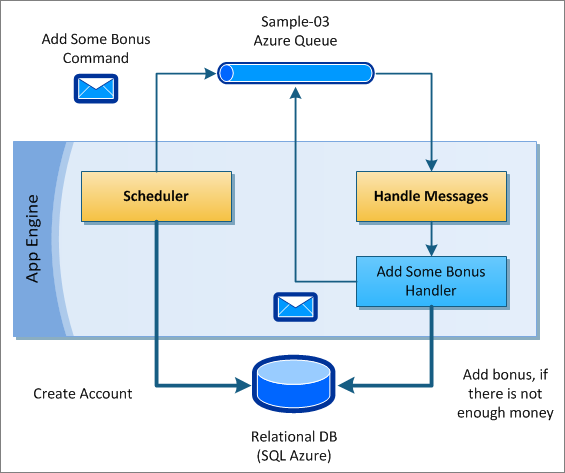 Sample-03
Azure Queue
Add Some Bonus
Command
App Engine
Scheduler
Handle Messages
Add Some Bonus
Handler
Create Account
Add bonus, if
there is not
enough money
Relational DB
(SQL Azure)